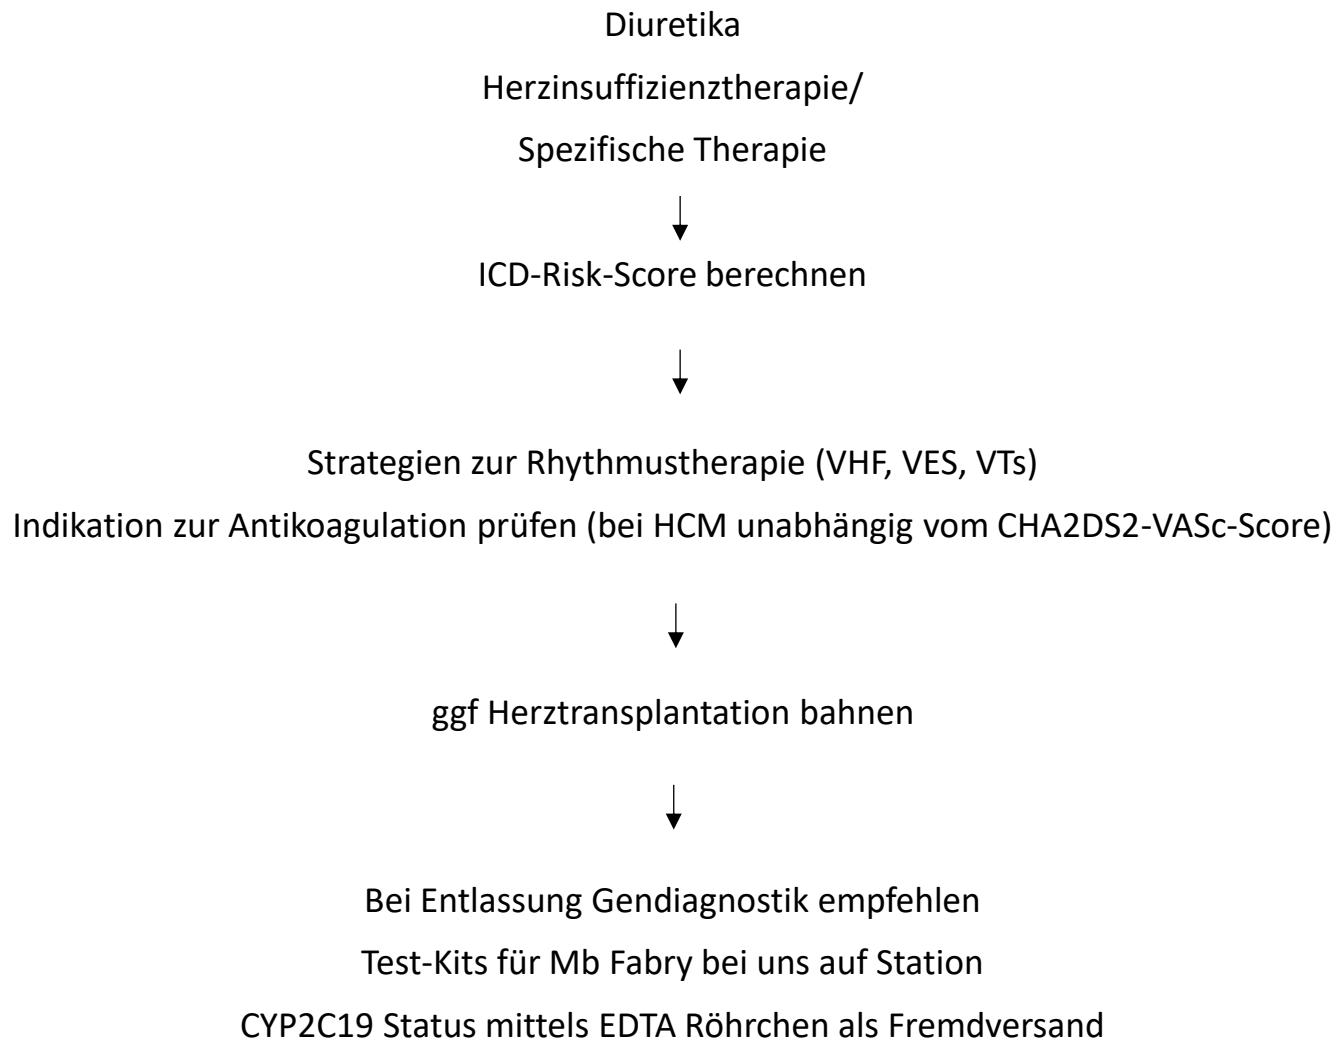 Diuretika
Herzinsuffizienztherapie/
Spezifische Therapie
ICD-Risk-Score berechnen
Strategien zur Rhythmustherapie (VHF, VES, VTs)
Indikation zur Antikoagulation prüfen (bei HCM unabhängig vom CHA2DS2-VASc-Score)
ggf Herztransplantation bahnen
Bei Entlassung Gendiagnostik empfehlen
Test-Kits für Mb Fabry bei uns auf Station
CYP2C19 Status mittels EDTA Röhrchen als Fremdversand